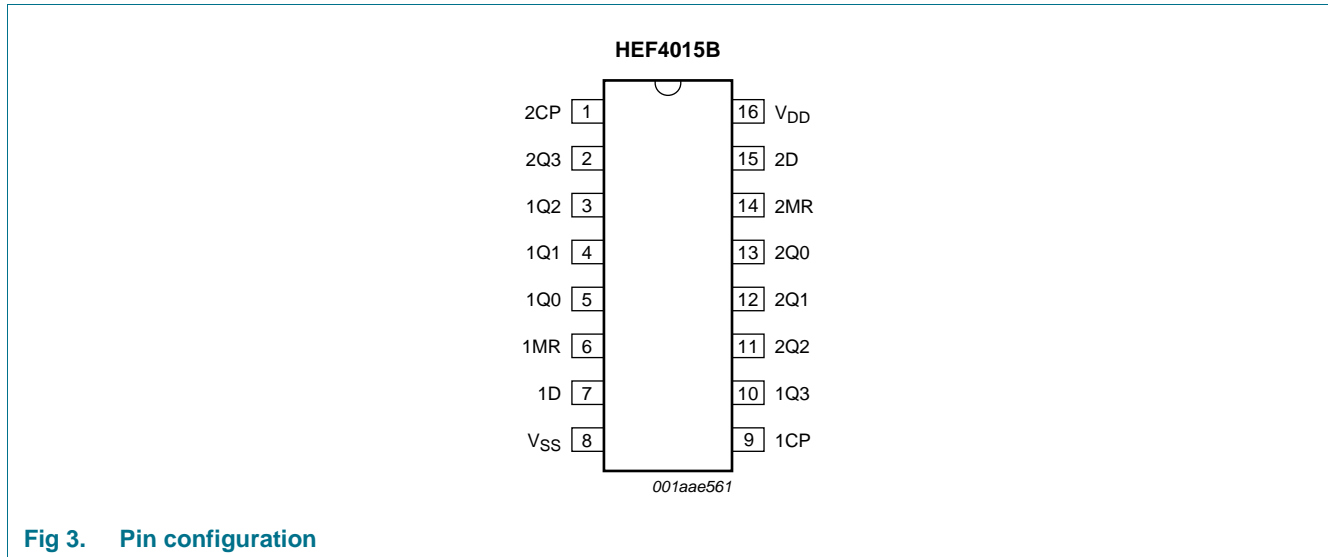 HEF4015B
2CP 1 16 VDD
2Q3 2 15 2D
1Q2 3 14 2MR
1Q1 4 13 2Q0
1Q0 5 12 2Q1
1MR 6 11 2Q2
1D 7 10 1Q3
VSS 8 9 1CP
001aae561
Fig 3. Pin configuration